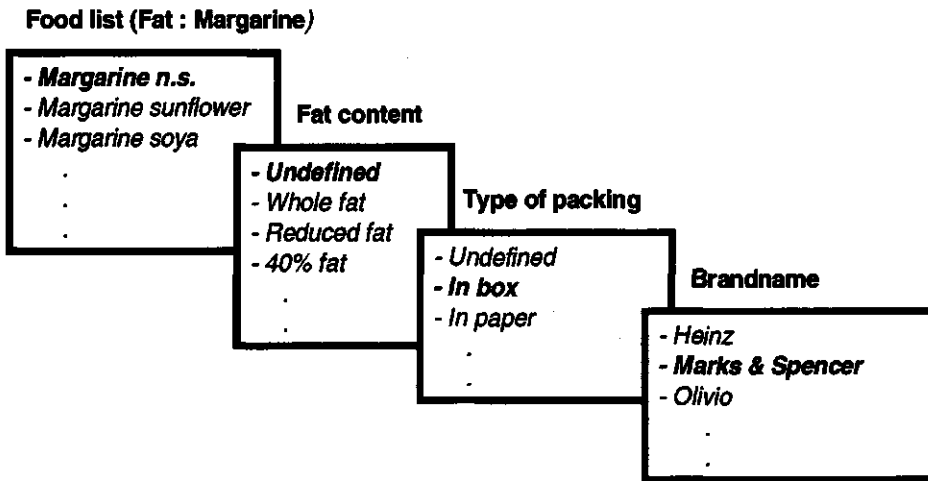 Food list (Fat : Margarine)
- Margarine n.s.
- Margarine sunflower
- Margarine soya
.
.
.
Fat content
- Undefined
- Whole fat
- Reduced fat
- 40% fat
.
.
Type of packing
- Undefined
- In box
- In paper
.
.
Brandname
- Heinz
- Marks & Spencer
- Olivio
.
.